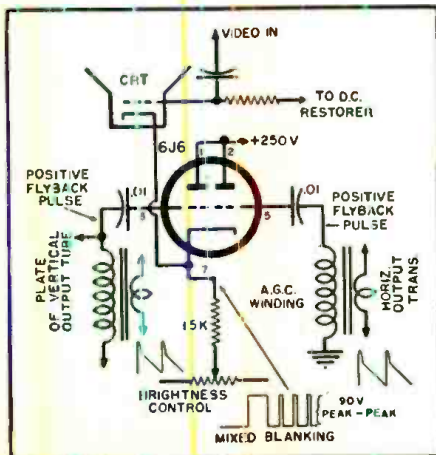 VIDEO IN
CRT
TO D.C.
RESTORER
6J6
1 2
+250V
POSITIVE
FLYBACK
PULSE
.01
5
.01
POSITIVE
FLYBACK
PULSE
PLATE
OF VERTICAL
OUTPUT TUBE
7
A.G.C.
WINDING
HORIZ.
OUTPUT
TRANS.
15K
BRIGHTNESS
CONTROL
90V
PEAK-PEAK
MIXED BLANKING